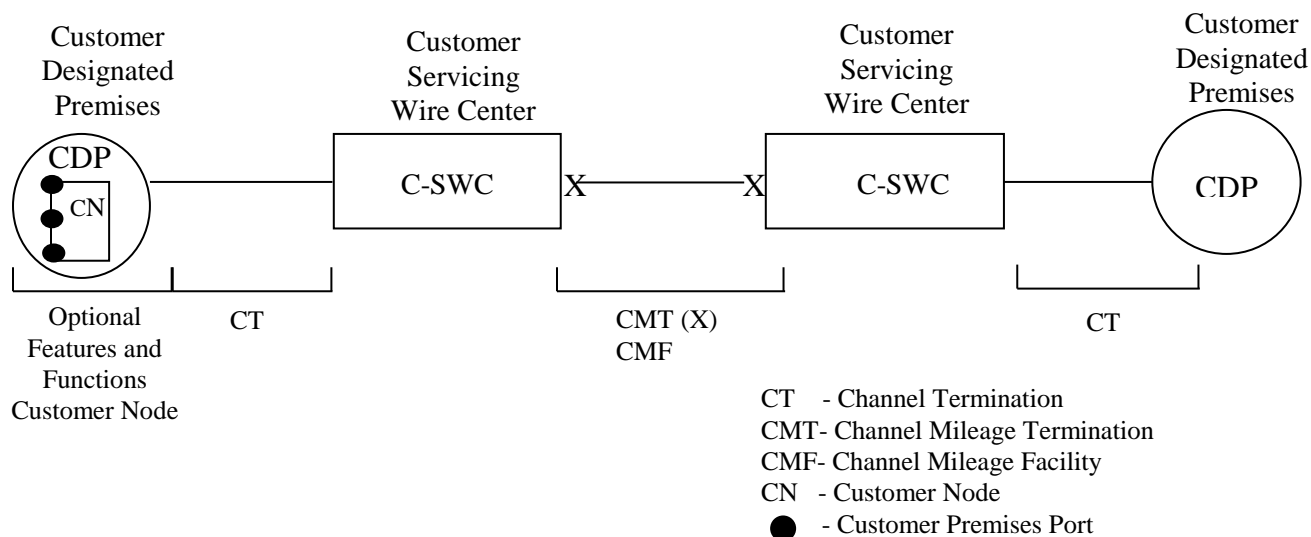 Customer
Designated
Premises
Customer
Servicing
Wire Center
Customer
Servicing
Wire Center
Customer
Designated
Premises
CDP
CN
C-SWC
X
X
C-SWC
CDP
Optional
Features and
Functions
Customer Node
CT
CMT (X)
CMF
CT
CT - Channel Termination
CMT- Channel Mileage Termination
CMF- Channel Mileage Facility
CN - Customer Node
- Customer Premises Port